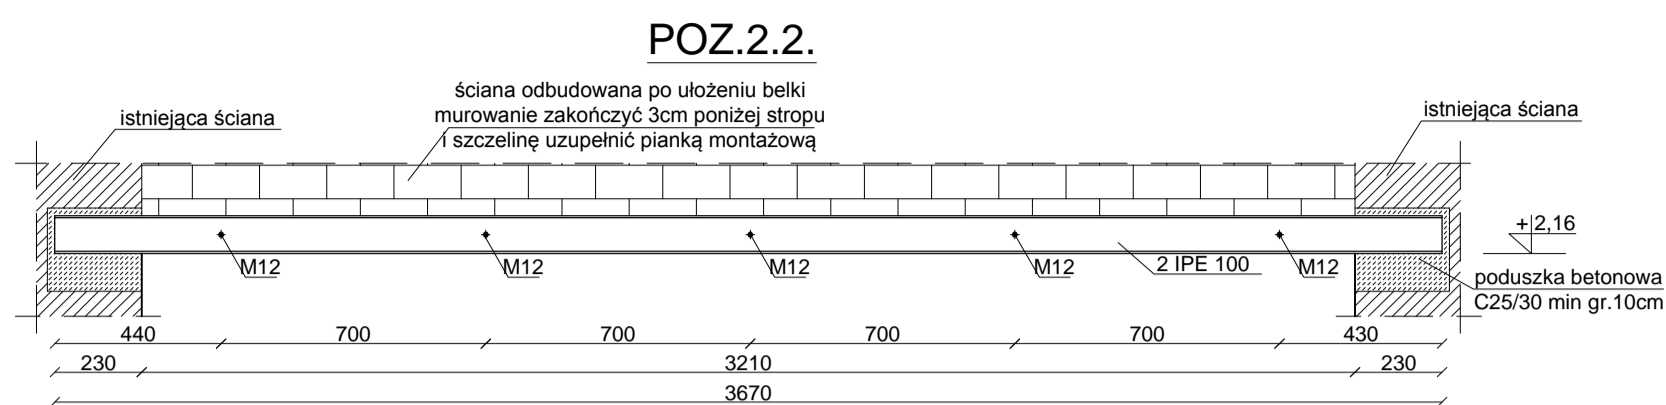 POZ.2.2.
ściana odbudowana po ułożeniu belki
murowanie zakończyć 3cm poniżej stropu
i szczelinę uzupełnić pianką montażową
istniejąca ściana
istniejąca ściana
+2,16
M12
M12
M12
M12
2 IPE 100
M12
poduszka betonowa
C25/30 min gr.10cm
440 700 700 700 700 430
230 3210 230
3670